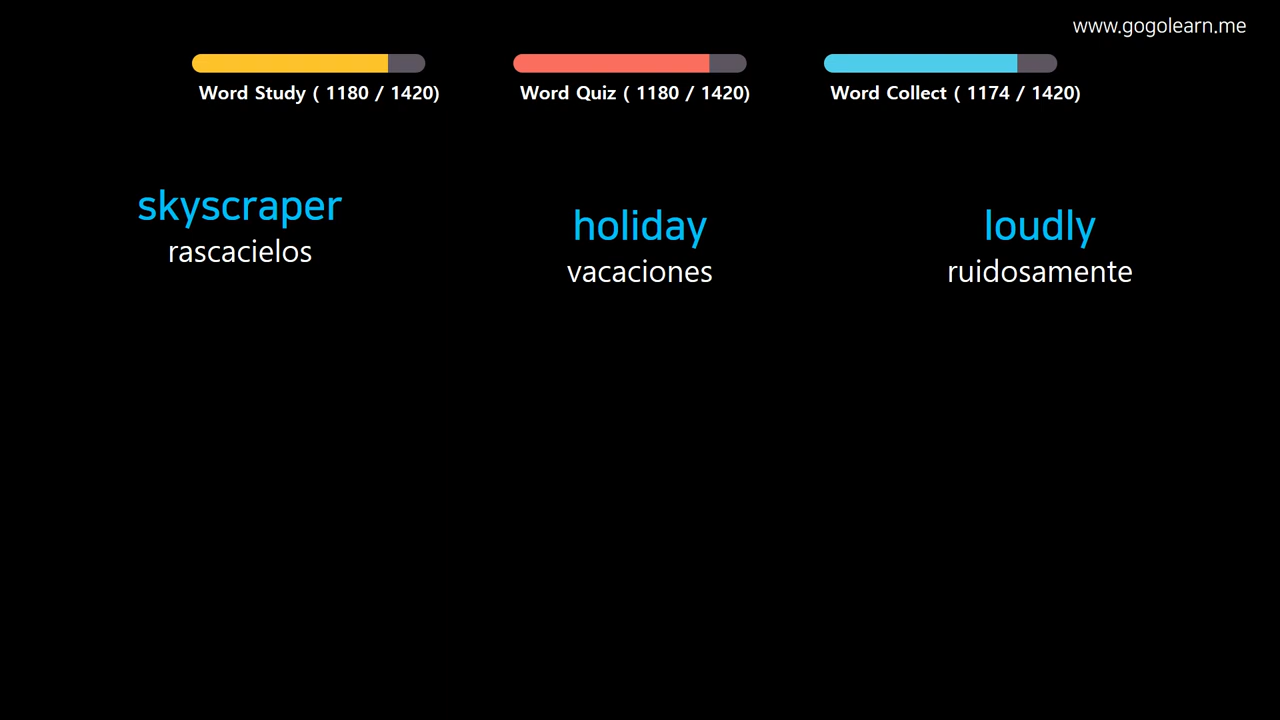 www.gogolearn.me
Word Study ( 1180 / 1420)
Word Quiz ( 1180 / 1420)
Word Collect ( 1174 / 1420)
skyscraper
rascacielos
holiday
vacaciones
loudly
ruidosamente